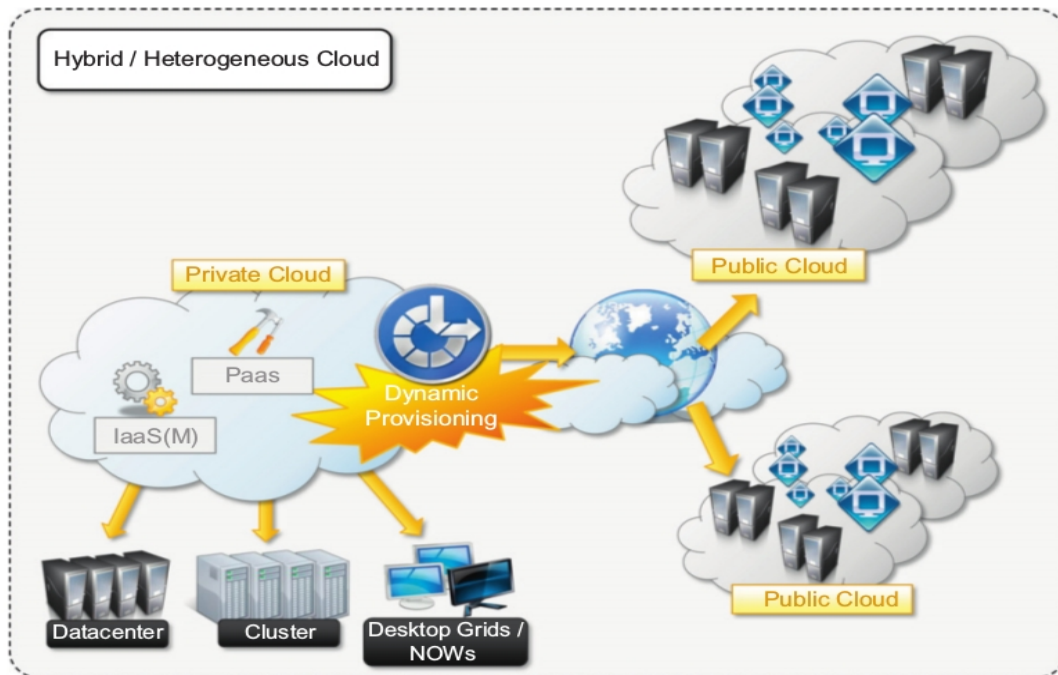 Hybrid / Heterogeneous Cloud
Public Cloud
Private Cloud
Paas
IaaS(M)
Dynamic
Provisioning
Public Cloud
Datacenter
Cluster
Desktop Grids /
NOWs